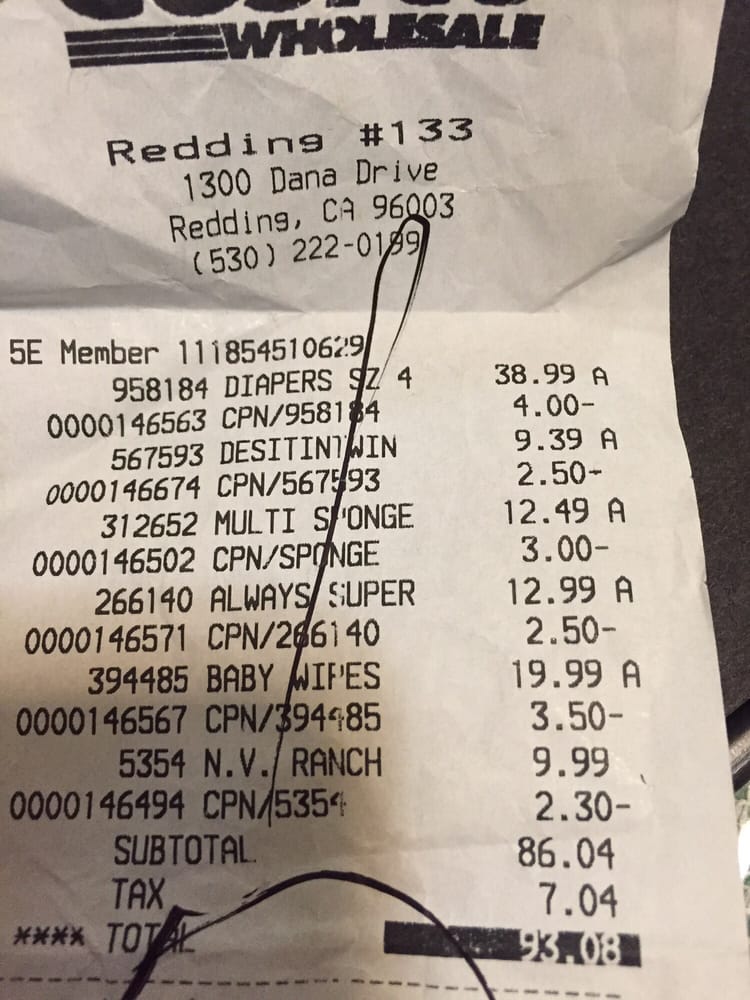 WHOLESALE
Redding #133
1300 Dana Drive
Redding, CA 96003
(530) 222-0199
5E Member 111854510629
958184 DIAPERS SZ 4 38.99 A
0000146563 CPN/958184 4.00-
567593 DESITINTWIN 9.39 A
0000146674 CPN/567593 2.50-
312652 MULTI SPONGE 12.49 A
0000146502 CPN/SPONGE 3.00-
266140 ALWAYS SUPER 12.99 A
0000146571 CPN/266140 2.50-
394485 BABY WIPES 19.99 A
0000146567 CPN/394485 3.50-
5354 N.V. RANCH 9.99
0000146494 CPN/5354 2.30-
SUBTOTAL 86.04
TAX 7.04
**** TOTAL 93.08